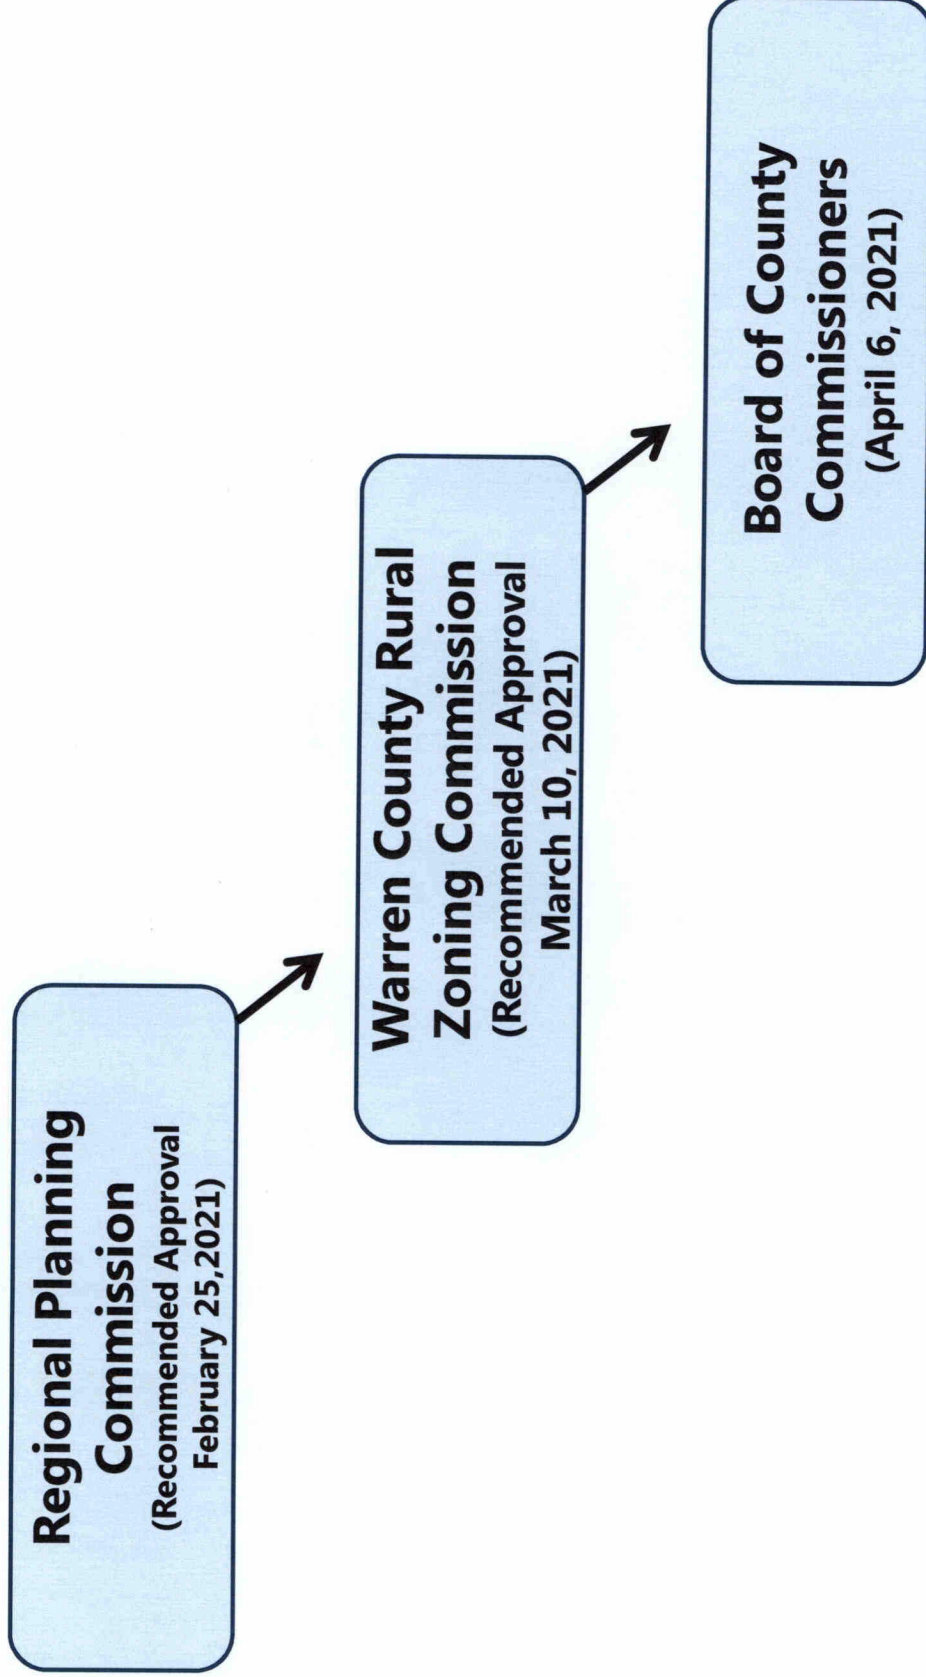 Regional Planning
Commission
(Recommended Approval
February 25,2021)
Warren County Rural
Zoning Commission
(Recommended Approval
March 10, 2021)
Board of County
Commissioners
(April 6, 2021)